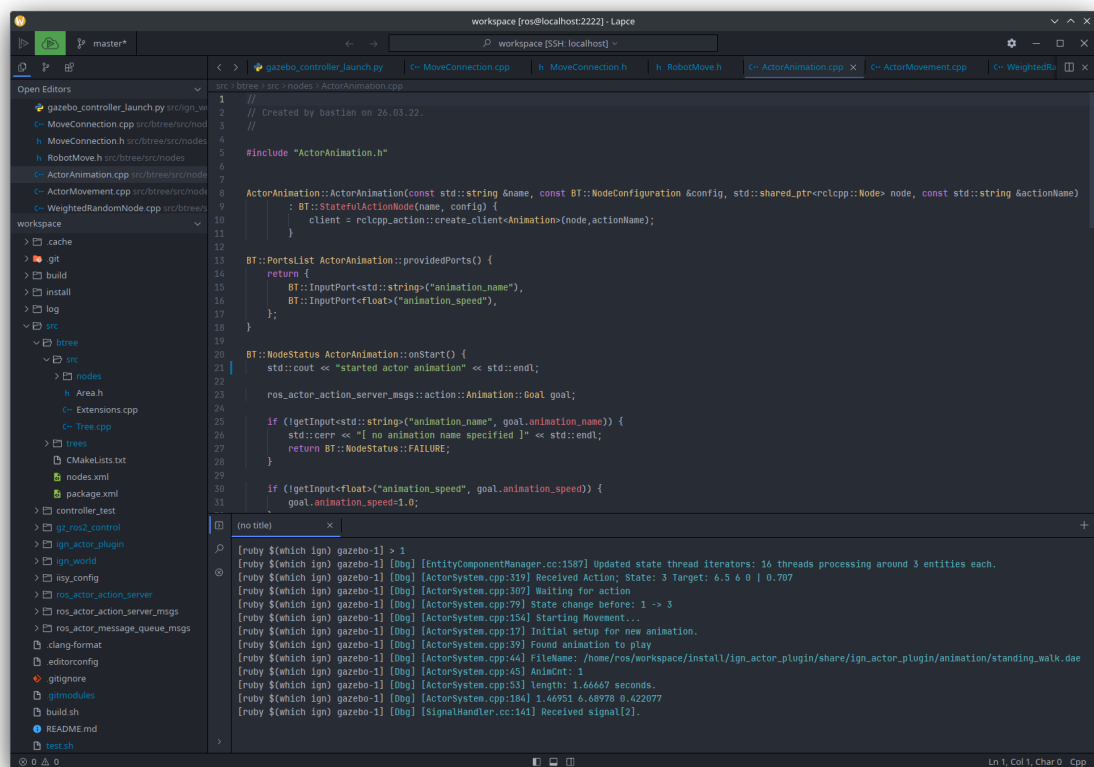 workspace [ros@localhost:2222] - Lapce
master*
workspace [SSH: localhost]
Open Editors
gazebo_controller_launch.py src/ign_w
MoveConnection.cpp src/btree/src/nod
MoveConnection.h src/btree/src/nodes
RobotMove.h src/btree/src/nodes
ActorAnimation.cpp src/btree/src/node
ActorMovement.cpp src/btree/src/node
WeightedRandomNode.cpp src/btree/s
workspace
.cache
.git
build
install
log
src
btree
src
nodes
Area.h
Extensions.cpp
Tree.cpp
trees
CMakeLists.txt
nodes.xml
package.xml
controller_test
gz_ros2_control
ign_actor_plugin
ign_world
iisy_config
ros_actor_action_server
ros_actor_action_server_msgs
ros_actor_message_queue_msgs
.clang-format
.editorconfig
.gitignore
.gitmodules
build.sh
README.md
test.sh
gazebo_controller_launch.py MoveConnection.cpp MoveConnection.h RobotMove.h ActorAnimation.cpp ActorMovement.cpp WeightedRa
src > btree > src > nodes > ActorAnimation.cpp
1 //
2 // Created by bastian on 26.03.22.
3 //
4
5 #include "ActorAnimation.h"
6
7
8 ActorAnimation::ActorAnimation(const std::string &name, const BT::NodeConfiguration &config, std::shared_ptr<rclcpp::Node> node, const std::string &actionName)
9 : BT::StatefulActionNode(name, config) {
10 client = rclcpp_action::create_client<Animation>(node,actionName);
11 }
12
13 BT::PortsList ActorAnimation::providedPorts() {
14 return {
15 BT::InputPort<std::string>("animation_name"),
16 BT::InputPort<float>("animation_speed"),
17 };
18 }
19
20 BT::NodeStatus ActorAnimation::onStart() {
21 std::cout << "started actor animation" << std::endl;
22
23 ros_actor_action_server_msgs::action::Animation::Goal goal;
24
25 if (!getInput<std::string>("animation_name", goal.animation_name)) {
26 std::cerr << "[ no animation name specified ]" << std::endl;
27 return BT::NodeStatus::FAILURE;
28 }
29
30 if (!getInput<float>("animation_speed", goal.animation_speed)) {
31 goal.animation_speed=1.0;
(no title)
[ruby $(which ign) gazebo-1] > 1
[ruby $(which ign) gazebo-1] [Dbg] [EntityComponentManager.cc:1587] Updated state thread iterators: 16 threads processing around 3 entities each.
[ruby $(which ign) gazebo-1] [Dbg] [ActorSystem.cpp:319] Received Action; State: 3 Target: 6.5 6 0 | 0.707
[ruby $(which ign) gazebo-1] [Dbg] [ActorSystem.cpp:307] Waiting for action
[ruby $(which ign) gazebo-1] [Dbg] [ActorSystem.cpp:79] State change before: 1 -> 3
[ruby $(which ign) gazebo-1] [Dbg] [ActorSystem.cpp:154] Starting Movement...
[ruby $(which ign) gazebo-1] [Dbg] [ActorSystem.cpp:17] Initial setup for new animation.
[ruby $(which ign) gazebo-1] [Dbg] [ActorSystem.cpp:39] Found animation to play
[ruby $(which ign) gazebo-1] [Dbg] [ActorSystem.cpp:44] FileName: /home/ros/workspace/install/ign_actor_plugin/share/ign_actor_plugin/animation/standing_walk.dae
[ruby $(which ign) gazebo-1] [Dbg] [ActorSystem.cpp:45] AnimCnt: 1
[ruby $(which ign) gazebo-1] [Dbg] [ActorSystem.cpp:53] length: 1.66667 seconds.
[ruby $(which ign) gazebo-1] [Dbg] [ActorSystem.cpp:184] 1.46951 6.68978 0.422077
[ruby $(which ign) gazebo-1] [Dbg] [SignalHandler.cc:141] Received signal[2].
0 0
Ln 1, Col 1, Char 0 Cpp